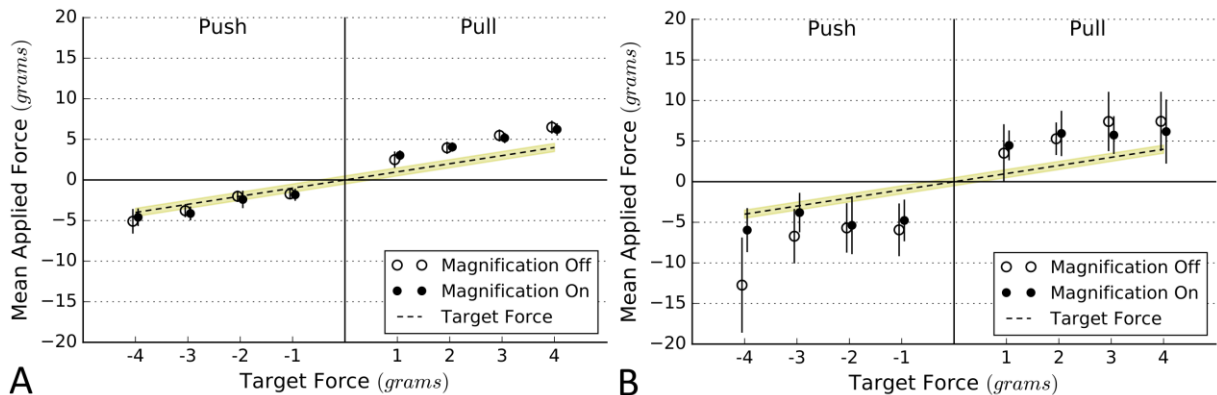 Push Pull
Mean Applied Force (grams)
20
15
10
5
0
−5
−10
−15
−20
Magnification Off
Magnification On
Target Force
-4 -3 -2 -1 1 2 3 4
Target Force (grams)
A
Push Pull
Mean Applied Force (grams)
20
15
10
5
0
−5
−10
−15
−20
Magnification Off
Magnification On
Target Force
-4 -3 -2 -1 1 2 3 4
Target Force (grams)
B